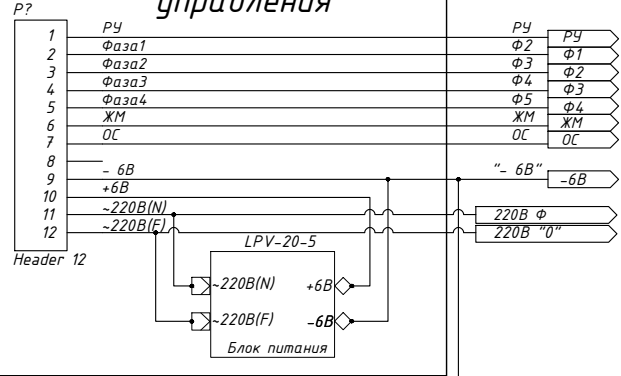 управления
P?
1 РУ РУ РУ
2 Фаза1 Ф2 Ф1
3 Фаза2 Ф3 Ф2
4 Фаза3 Ф4 Ф3
5 Фаза4 Ф5 Ф4
6 ЖМ ЖМ ЖМ
7 ОС ОС ОС
8
9 - 6В "- 6В" -6В
10 +6В
11 ~220В(N) 220В Ф
12 ~220В(F) 220В "0"
Header 12
LPV-20-5
~220В(N) +6В
~220В(F) -6В
Блок питания